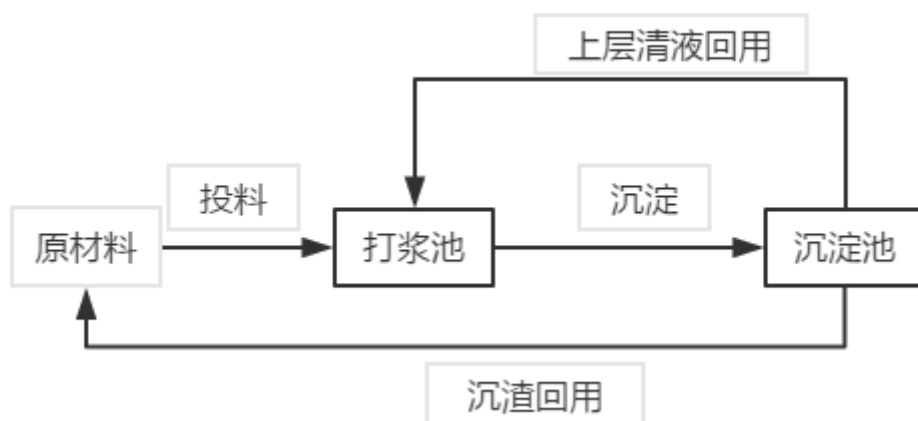 上层清液回用
投料
沉淀
原材料
打浆池
沉淀池
沉渣回用